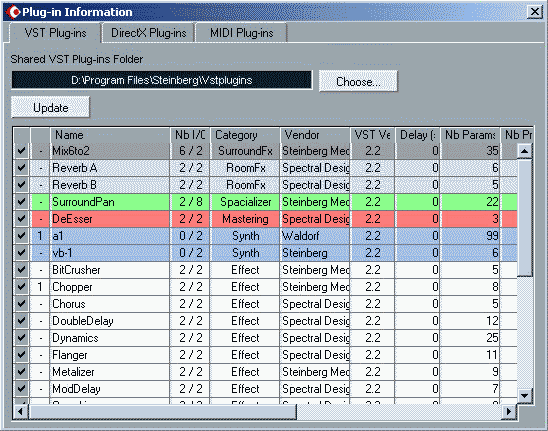 Plug-in Information
VST Plug-ins DirectX Plug-ins MIDI Plug-ins
Shared VST Plug-ins Folder
D:\Program Files\Steinberg\Vstplugins Choose...
Update
Name Nb I/O Category Vendor VST Ve Delay (s Nb Params Nb Pr
Mix6to2 6 / 2 SurroundFx Steinberg Med 2.2 0 35
- Reverb A 2 / 2 RoomFx Spectral Desig 2.2 0 6
- Reverb B 2 / 2 RoomFx Spectral Desig 2.2 0 5
- SurroundPan 2 / 8 Spacializer Steinberg Med 2.2 0 22
- DeEsser 2 / 2 Mastering Spectral Desig 2.2 0 3
1 a1 0 / 2 Synth Waldorf 2.2 0 99
- vb-1 0 / 2 Synth Steinberg 2.2 0 6
- BitCrusher 2 / 2 Effect Steinberg Med 2.2 0 5
1 Chopper 2 / 2 Effect Steinberg Med 2.2 0 8
- Chorus 2 / 2 Effect Spectral Desig 2.2 0 5
- DoubleDelay 2 / 2 Effect Spectral Desig 2.2 0 12
- Dynamics 2 / 2 Effect Spectral Desig 2.2 0 25
- Flanger 2 / 2 Effect Spectral Desig 2.2 0 11
- Metalizer 2 / 2 Effect Steinberg Med 2.2 0 9
- ModDelay 2 / 2 Effect Spectral Desig 2.2 0 7